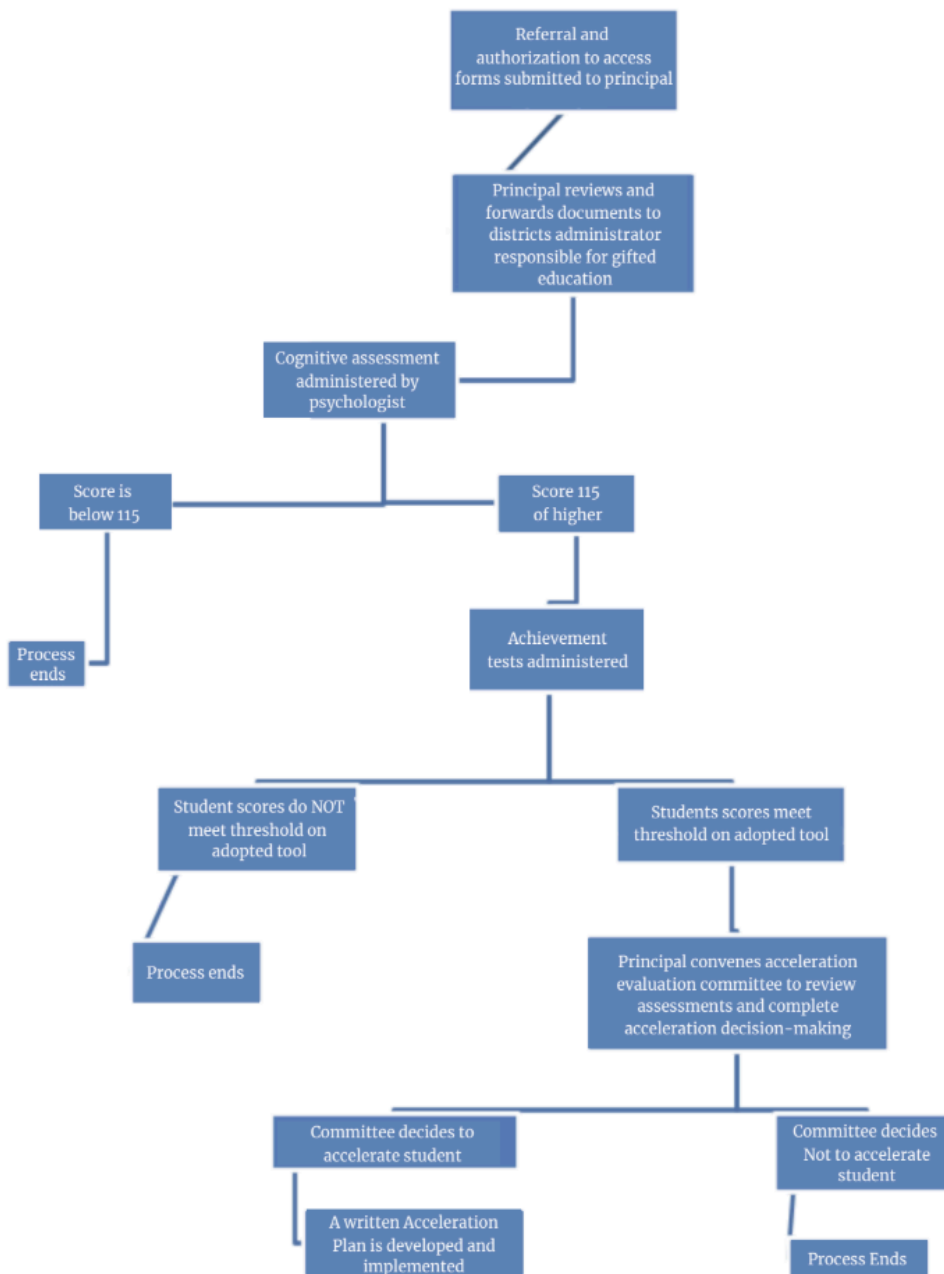 Referral and
authorization to access
forms submitted to principal
Principal reviews and
forwards documents to
districts administrator
responsible for gifted
education
Cognitive assessment
administered by
psychologist
Score is
below 115
Score 115
of higher
Process
ends
Achievement
tests administered
Student scores do NOT
meet threshold on
adopted tool
Students scores meet
threshold on adopted tool
Process ends
Principal convenes acceleration
evaluation committee to review
assessments and complete
acceleration decision-making
Committee decides to
accelerate student
Committee decides
Not to accelerate
student
A written Acceleration
Plan is developed and
implemented
Process Ends